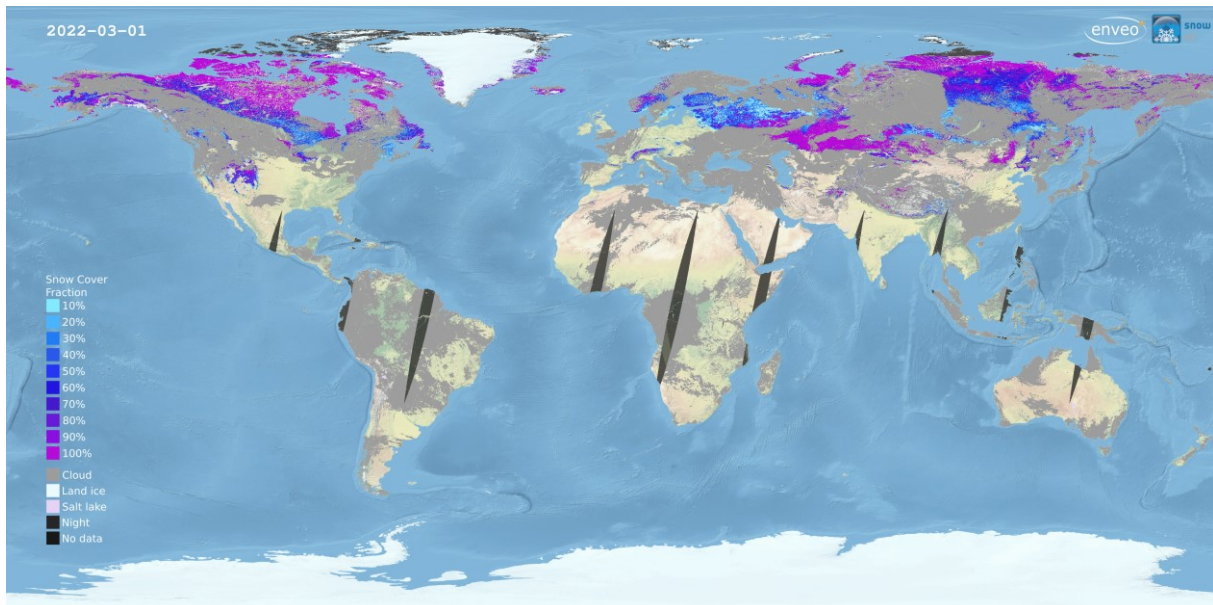 2022-03-01
enveo
snow
Snow Cover
Fraction
10%
20%
30%
40%
50%
60%
70%
80%
90%
100%
Cloud
Land ice
Salt lake
Night
No data